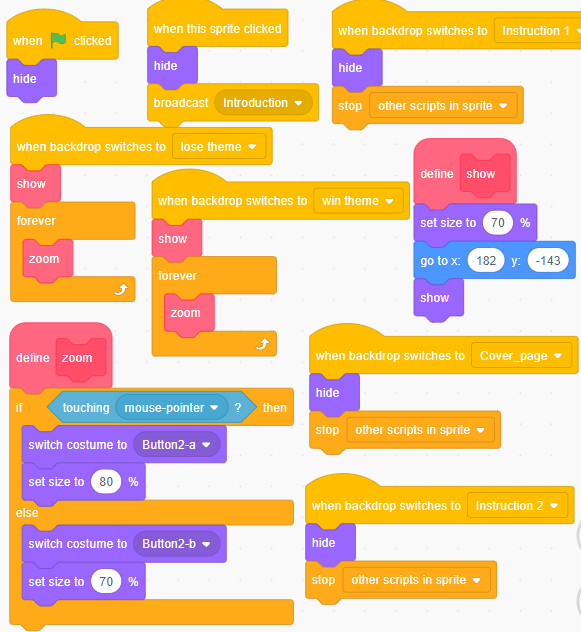 when clicked
hide
when this sprite clicked
hide
broadcast Introduction
when backdrop switches to Instruction 1
hide
stop other scripts in sprite
when backdrop switches to lose theme
show
forever
zoom
when backdrop switches to win theme
show
forever
zoom
define show
set size to 70 %
go to x: 182 y: -143
show
define zoom
if touching mouse-pointer ? then
switch costume to Button2-a
set size to 80 %
else
switch costume to Button2-b
set size to 70 %
when backdrop switches to Cover_page
hide
stop other scripts in sprite
when backdrop switches to Instruction 2
hide
stop other scripts in sprite